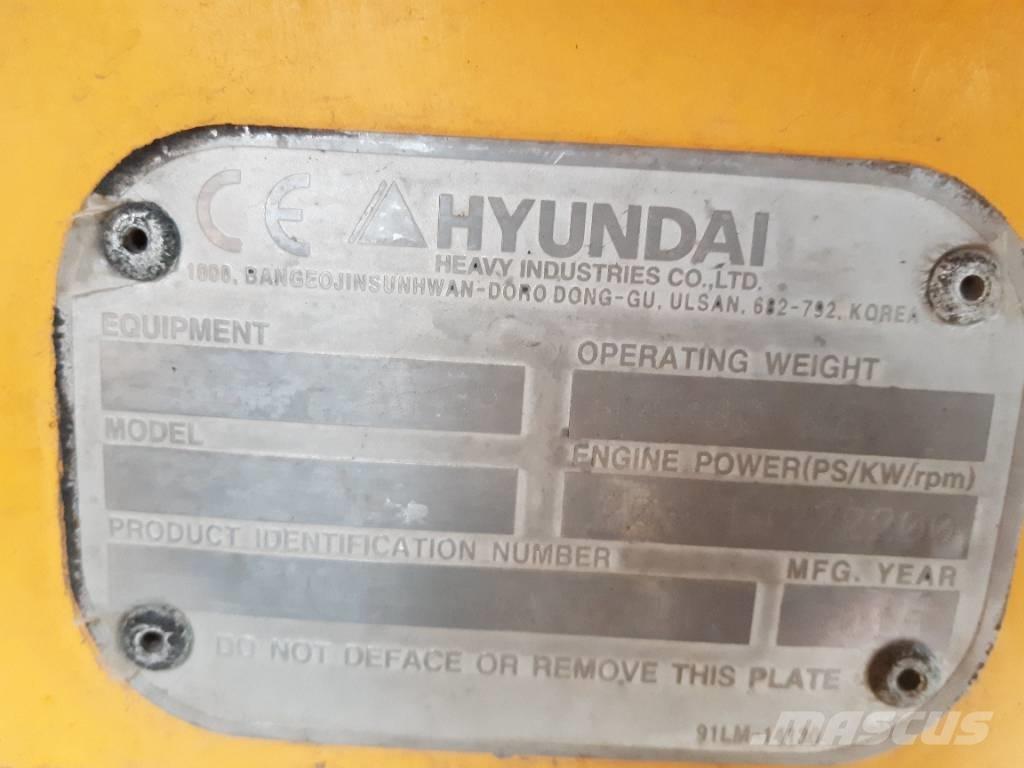 CE HYUNDAI
HEAVY INDUSTRIES CO.,LTD.
1000, BANGEOJINSUNHWAN-DORO DONG-GU, ULSAN, 682-792, KOREA
EQUIPMENT
OPERATING WEIGHT
MODEL
ENGINE POWER(PS/KW/rpm)
PRODUCT IDENTIFICATION NUMBER
MFG. YEAR
DO NOT DEFACE OR REMOVE THIS PLATE
MASCUS